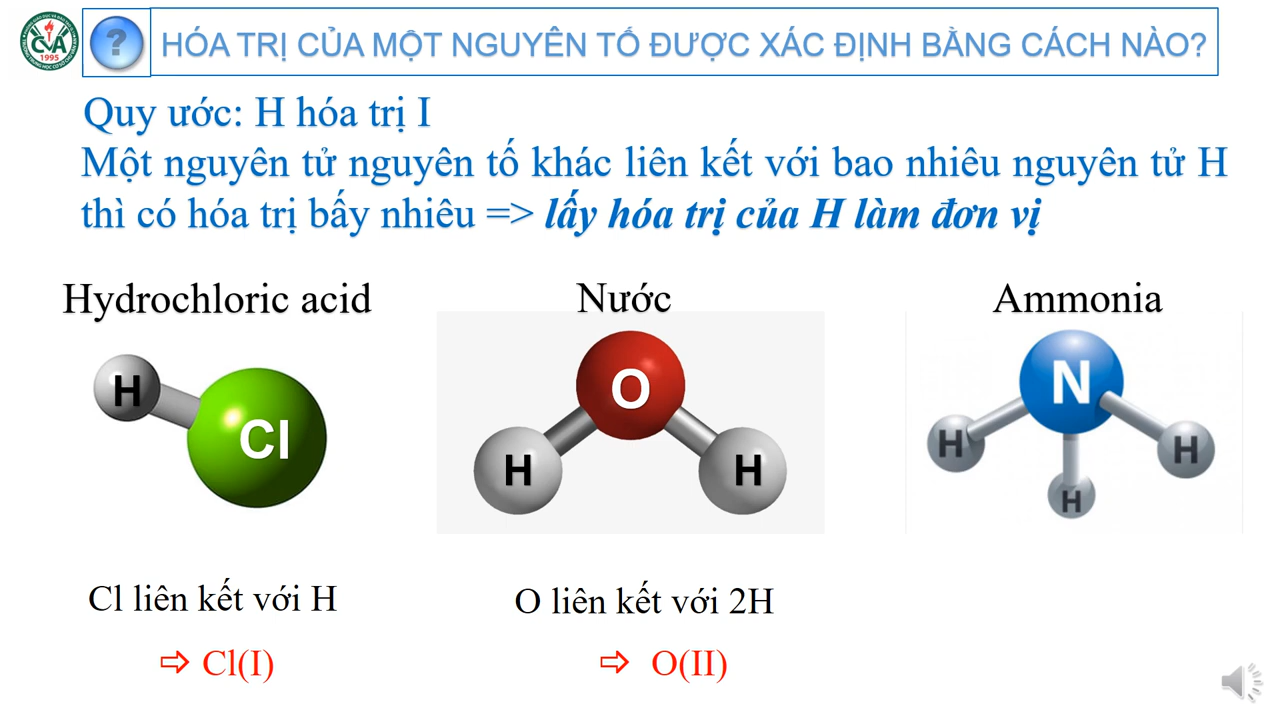 CVA
1995
?
HÓA TRỊ CỦA MỘT NGUYÊN TỐ ĐƯỢC XÁC ĐỊNH BẰNG CÁCH NÀO?
Quy ước: H hóa trị I
Một nguyên tử nguyên tố khác liên kết với bao nhiêu nguyên tử H
thì có hóa trị bấy nhiêu => lấy hóa trị của H làm đơn vị
Hydrochloric acid
Nước
Ammonia
H
Cl
O
H
H
N
H
H
H
Cl liên kết với H
O liên kết với 2H
⇨ Cl(I)
⇨ O(II)